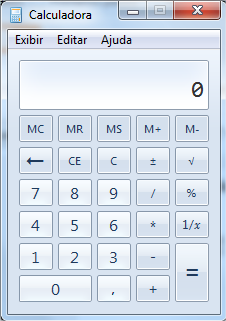 Calculadora
Exibir Editar Ajuda
0
MC MR MS M+ M-
← CE C ± √
7 8 9 / %
4 5 6 * 1/x
1 2 3 - =
0 , +